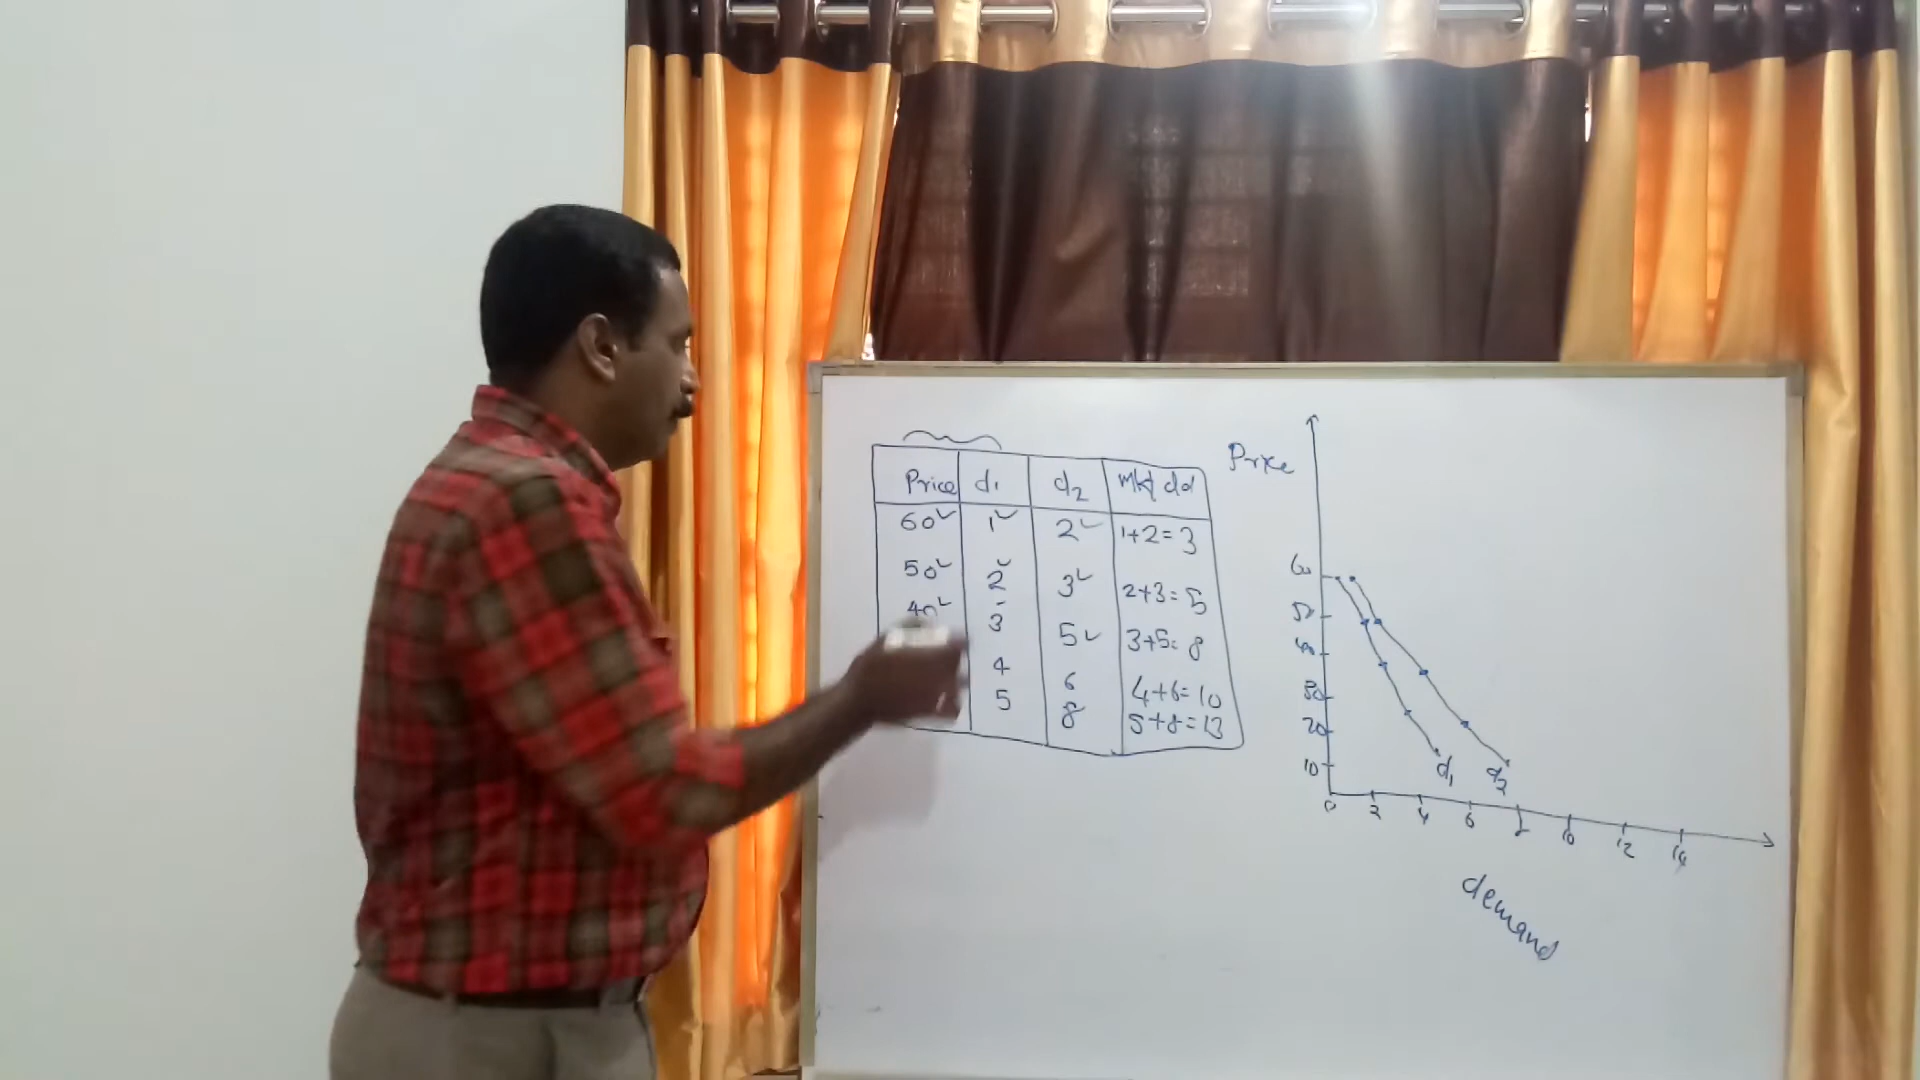 Price d1 d2 Mkt dd
60 1 2 1+2=3
50 2 3 2+3=5
40 3 5 3+5=8
4 6 4+6=10
5 8 5+8=13
Price
60
50
40
30
20
10
0 2 4 6 8 10 12 14
d1 d2
demand